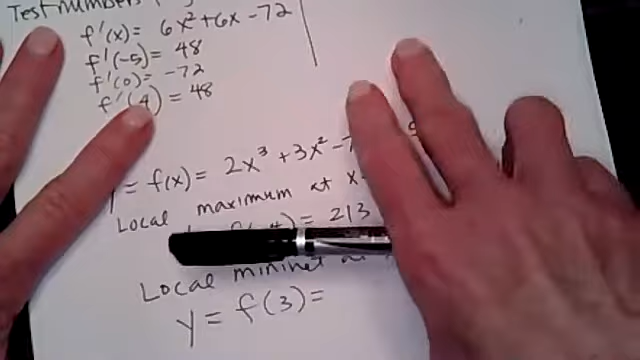 Test numbers
f'(x) = 6x² + 6x - 72
f'(-5) = 48
f'(0) = -72
f'(4) = 48
y = f(x) = 2x³ + 3x² - 7
Local maximum at x
= 213
Local
y = f(3) =